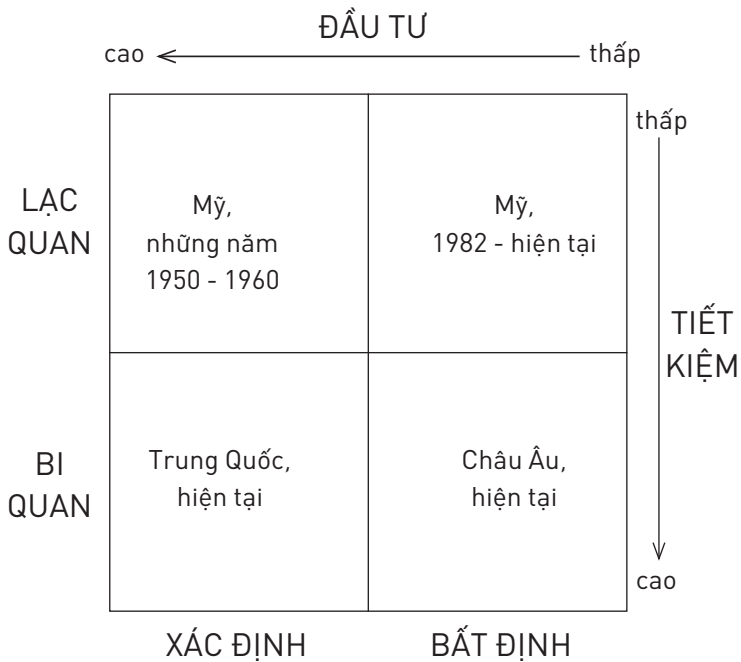 ĐẦU TƯ
cao
thấp
thấp
LẠC
QUAN
Mỹ,
những năm
1950 - 1960
Mỹ,
1982 - hiện tại
TIẾT
KIỆM
BI
QUAN
Trung Quốc,
hiện tại
Châu Âu,
hiện tại
cao
XÁC ĐỊNH
BẤT ĐỊNH